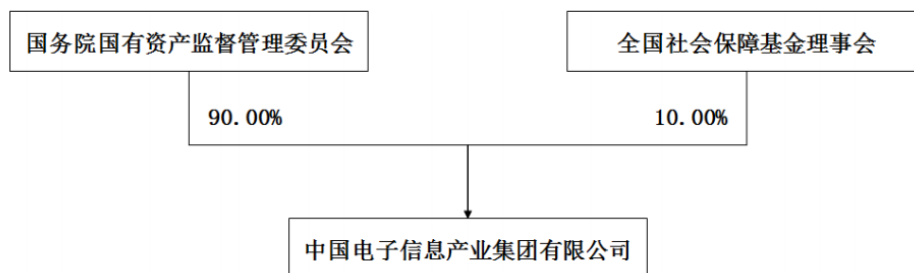 国务院国有资产监督管理委员会
全国社会保障基金理事会
90.00%
10.00%
中国电子信息产业集团有限公司